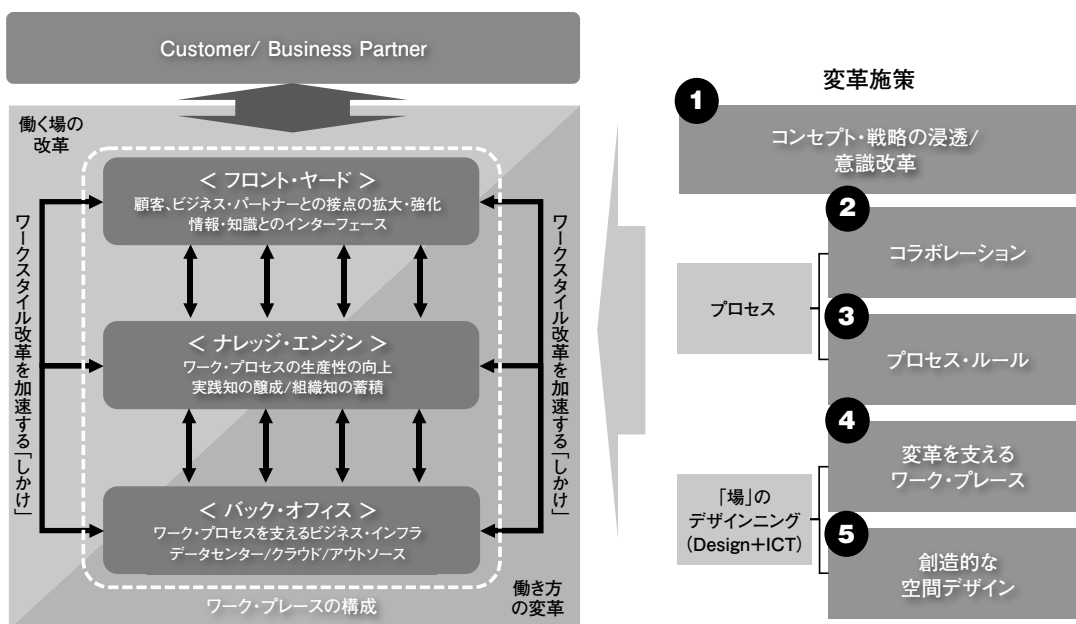 Customer/ Business Partner
働く場の
改革
< フロント・ヤード >
顧客、ビジネス・パートナーとの接点の拡大・強化
情報・知識とのインターフェース
ワークスタイル改革を加速する「しかけ」
ワークスタイル改革を加速する「しかけ」
< ナレッジ・エンジン >
ワーク・プロセスの生産性の向上
実践知の醸成/組織知の蓄積
< バック・オフィス >
ワーク・プロセスを支えるビジネス・インフラ
データセンター/クラウド/アウトソース
ワーク・プレースの構成
働き方
の変革
変革施策
1
コンセプト・戦略の浸透/
意識改革
プロセス
2
コラボレーション
3
プロセス・ルール
「場」の
デザインニング
(Design+ICT)
4
変革を支える
ワーク・プレース
5
創造的な
空間デザイン